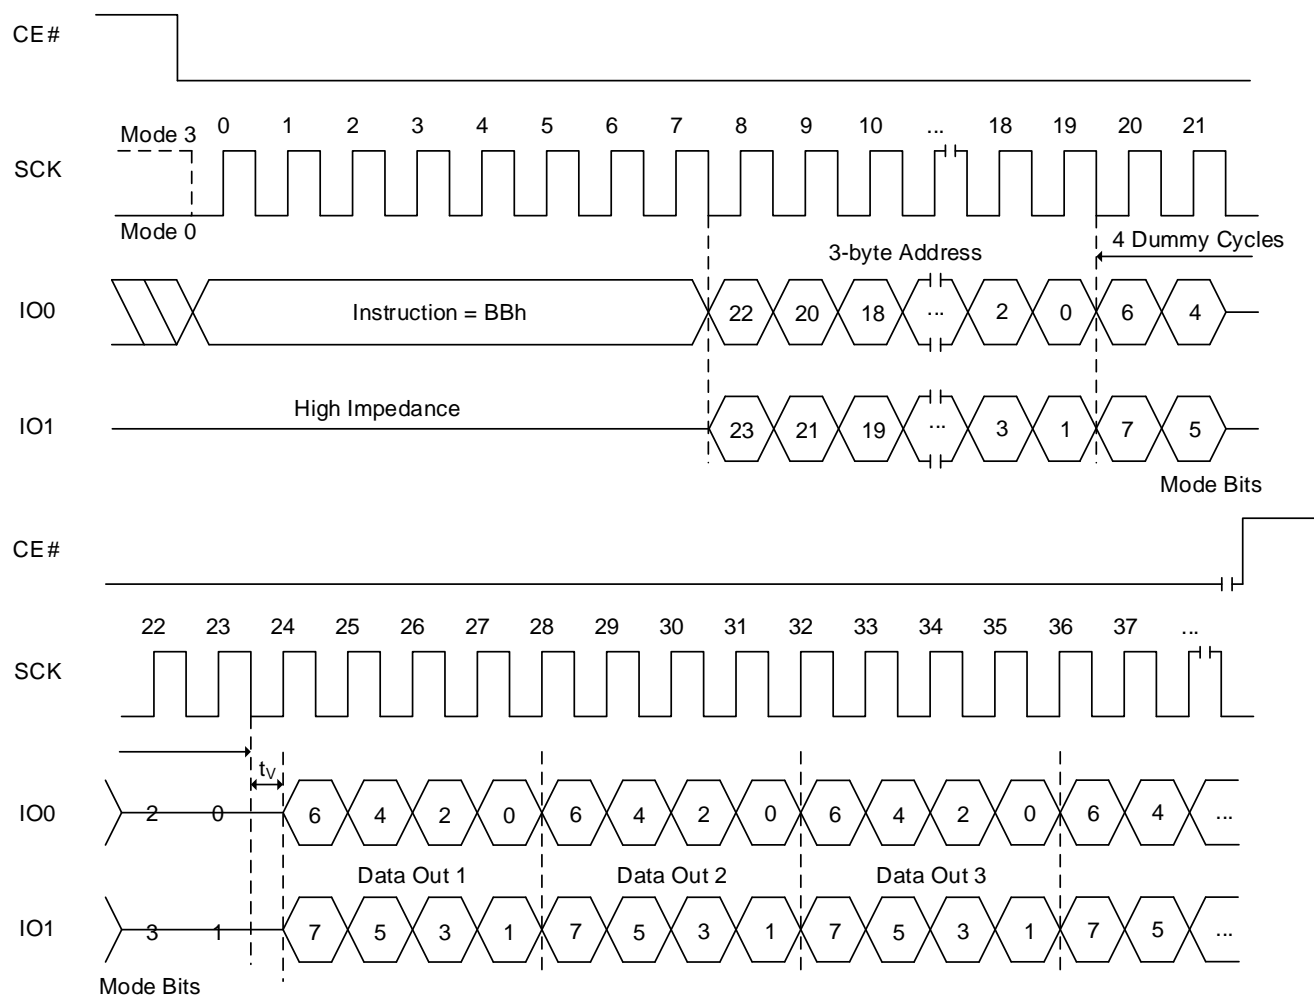 CE#
Mode 3 0 1 2 3 4 5 6 7 8 9 10 ... 18 19 20 21
SCK
Mode 0
3-byte Address 4 Dummy Cycles
IO0 Instruction = BBh 22 20 18 ... 2 0 6 4
High Impedance
IO1 23 21 19 ... 3 1 7 5
Mode Bits
CE#
22 23 24 25 26 27 28 29 30 31 32 33 34 35 36 37 ...
SCK
tV
IO0 2 0 6 4 2 0 6 4 2 0 6 4 2 0 6 4 ...
Data Out 1 Data Out 2 Data Out 3
IO1 3 1 7 5 3 1 7 5 3 1 7 5 3 1 7 5 ...
Mode Bits